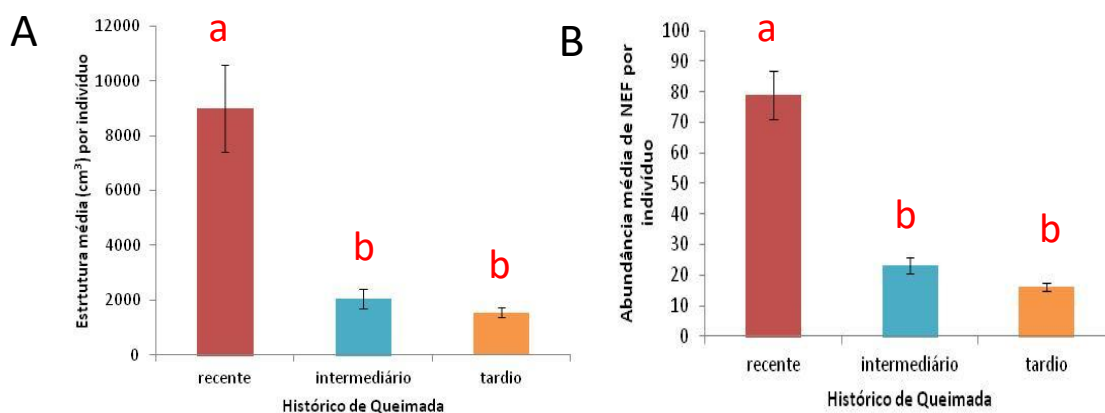 A
Estrtutura média (cm³) por indivíduo
12000
10000
8000
6000
4000
2000
0
a
b
b
recente
intermediário
tardio
Histórico de Queimada
B
Abundância média de NEF por
indivíduo
100
90
80
70
60
50
40
30
20
10
0
a
b
b
recente
intermediário
tardio
Histórico de Queimada